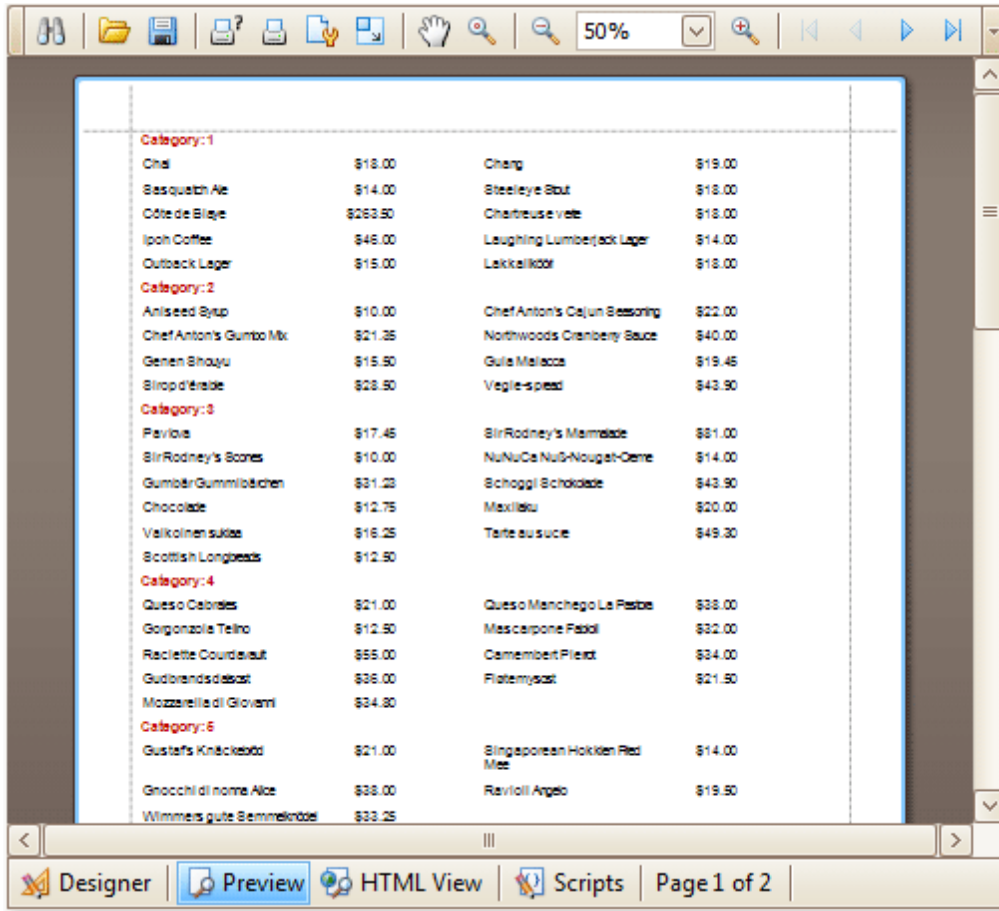 50%
Category:1
Chai $18.00 Chang $19.00
Sasquatch Ale $14.00 Steeleye Stout $18.00
Côte de Blaye $263.50 Chartreuse verte $18.00
Ipoh Coffee $46.00 Laughing Lumberjack Lager $14.00
Outback Lager $15.00 Lakkalikööri $18.00
Category:2
Aniseed Syrup $10.00 Chef Anton's Cajun Seasoning $22.00
Chef Anton's Gumbo Mix $21.35 Northwoods Cranberry Sauce $40.00
Genen Shouyu $15.50 Gula Malacca $19.45
Sirop d'érable $28.50 Vegie-spread $43.90
Category:3
Pavlova $17.45 Sir Rodney's Marmalade $81.00
Sir Rodney's Scones $10.00 NuNuCa Nuß-Nougat-Creme $14.00
Gumbär Gummibärchen $31.23 Schoggi Schokolade $43.90
Chocolade $12.75 Maxilaku $20.00
Valkoinen suklaa $16.25 Tarte au sucre $49.30
Scottish Longbreads $12.50
Category:4
Queso Cabrales $21.00 Queso Manchego La Pastora $38.00
Gorgonzola Telino $12.50 Mascarpone Fabioli $32.00
Raclette Courdavault $55.00 Camembert Pierrot $34.00
Gudbrandsdalsost $36.00 Fløtemysost $21.50
Mozzarella di Giovanni $34.80
Category:5
Gustaf's Knäckebröd $21.00 Singaporean Hokkien Fried
Mee $14.00
Gnocchi di nonna Alice $38.00 Ravioli Angelo $19.50
Wimmers gute Semmelknödel $33.25
Designer Preview HTML View Scripts Page 1 of 2